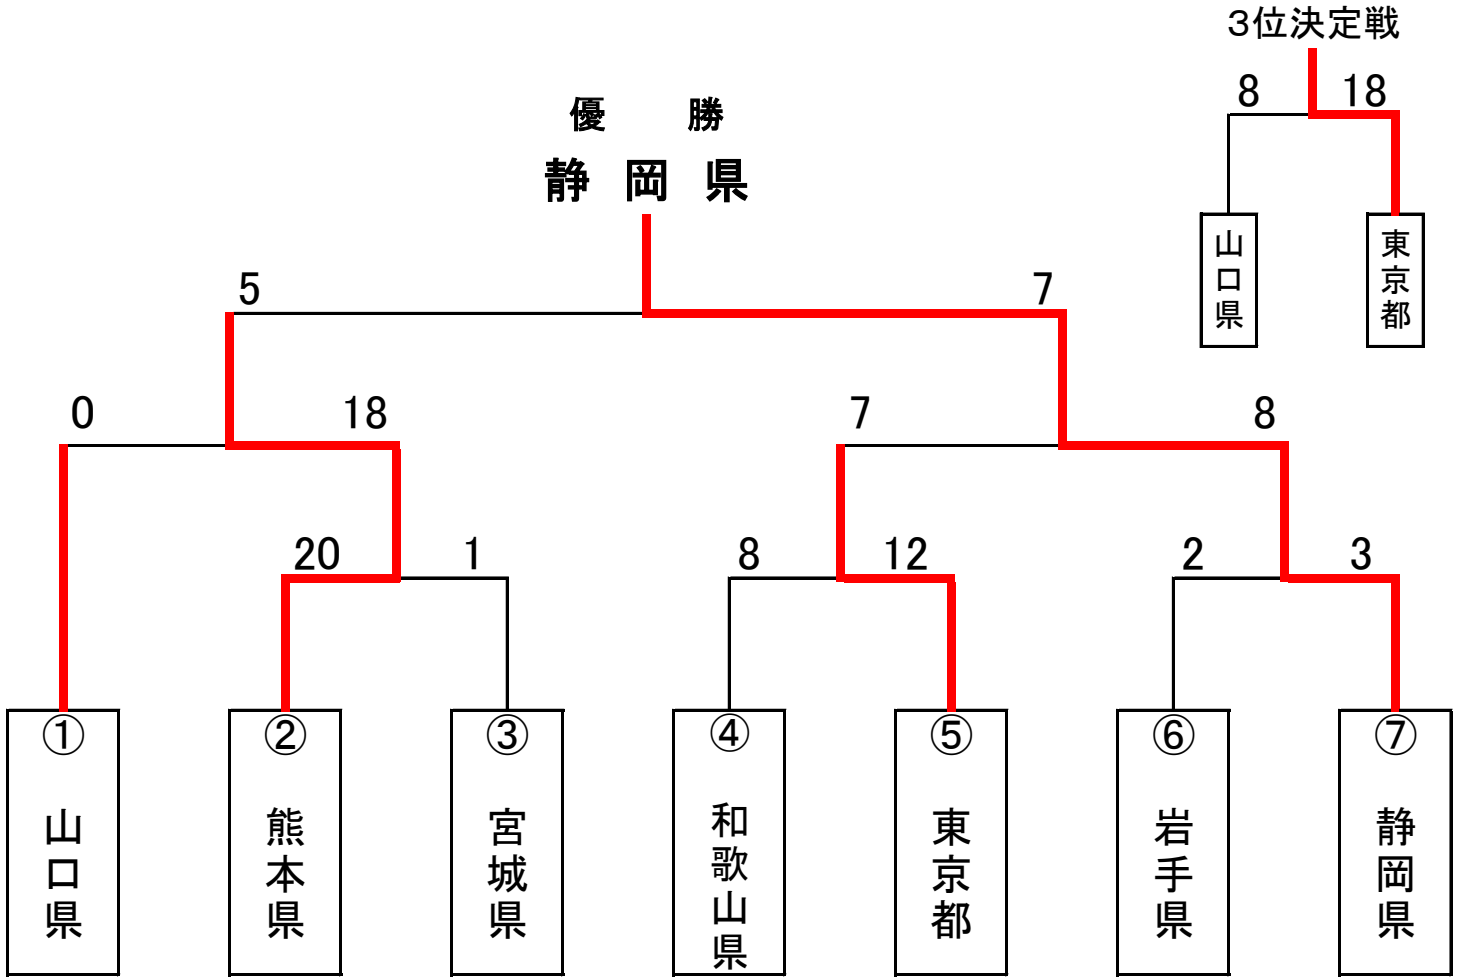 3位決定戦
8 18
優 勝
静 岡 県
山口県
東京都
5 7
0 18 7 8
20 1 8 12 2 3
① 山口県
② 熊本県
③ 宮城県
④ 和歌山県
⑤ 東京都
⑥ 岩手県
⑦ 静岡県